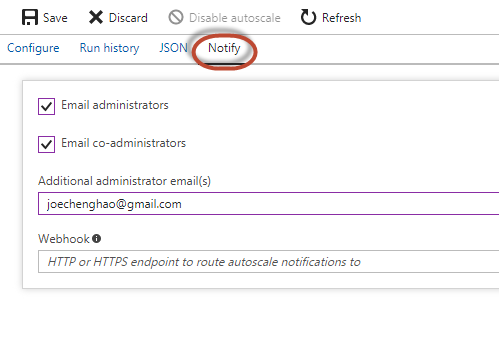 Save Discard Disable autoscale Refresh
Configure Run history JSON Notify
Email administrators
Email co-administrators
Additional administrator email(s)
joechenghao@gmail.com
Webhook
HTTP or HTTPS endpoint to route autoscale notifications to